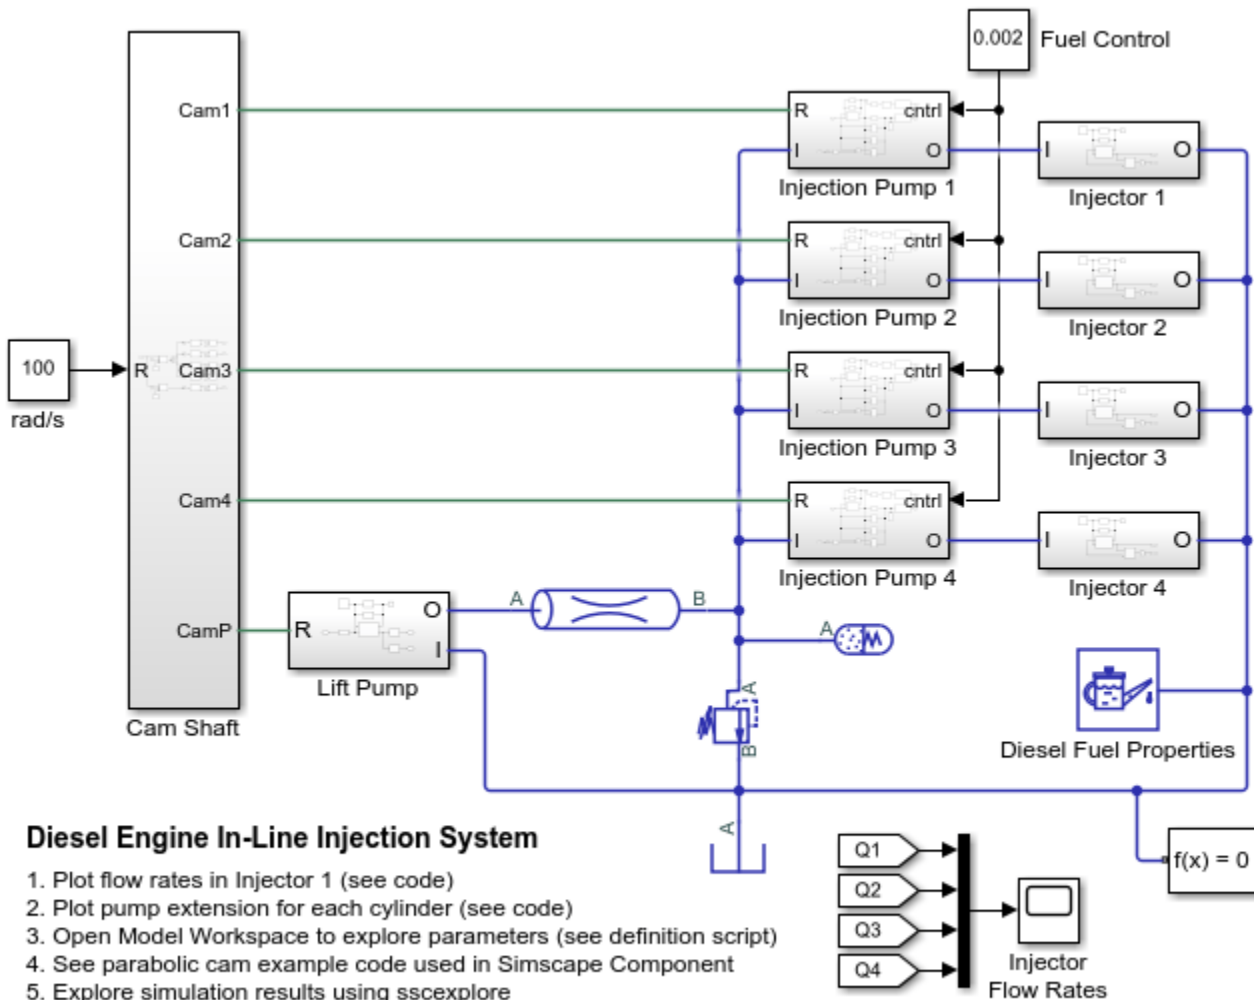 0.002
Fuel Control
Cam1
R
cntrl
I
O
I
O
Injection Pump 1
Injector 1
Cam2
R
cntrl
I
O
I
O
Injection Pump 2
Injector 2
100
R
Cam3
R
cntrl
I
O
I
O
rad/s
Injection Pump 3
Injector 3
Cam4
R
cntrl
I
O
I
O
Injection Pump 4
Injector 4
CamP
R
O
I
A
B
A
Lift Pump
Cam Shaft
A
B
Diesel Fuel Properties
A
Diesel Engine In-Line Injection System
1. Plot flow rates in Injector 1 (see code)
2. Plot pump extension for each cylinder (see code)
3. Open Model Workspace to explore parameters (see definition script)
4. See parabolic cam example code used in Simscape Component
5. Explore simulation results using sscexplore
Q1
Q2
Q3
Q4
Injector
Flow Rates
f(x) = 0